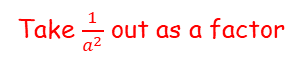 Take 1/a² out as a factor